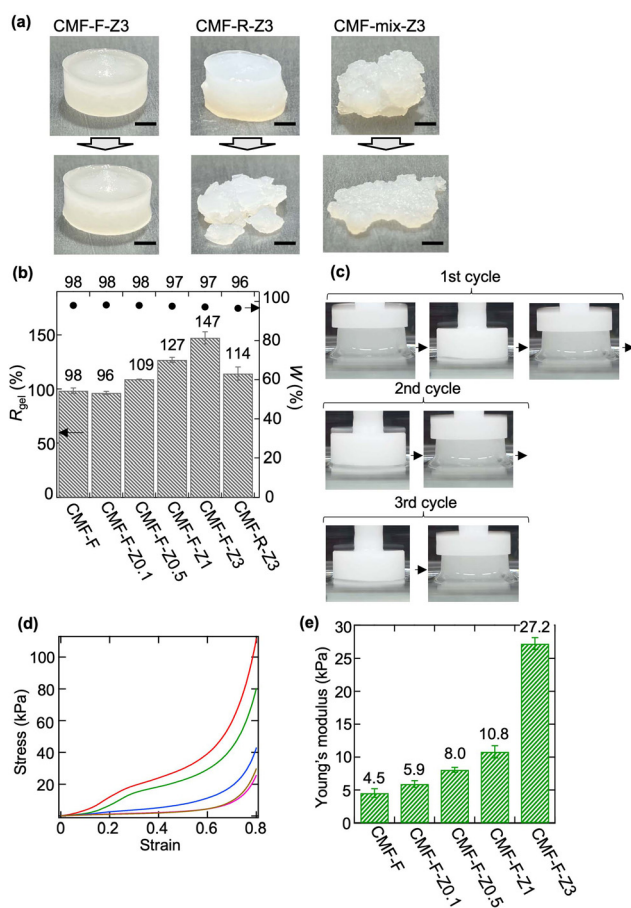 (a)
CMF-F-Z3 CMF-R-Z3 CMF-mix-Z3
(b)
98 98 98 97 97 96
150
100
50
0
R_gel (%)
98 96 109 127 147 114
100
80
60
40
20
0
W (%)
CMF-F
CMF-F-Z0.1
CMF-F-Z0.5
CMF-F-Z1
CMF-F-Z3
CMF-R-Z3
(c)
1st cycle
2nd cycle
3rd cycle
(d)
100
80
60
40
20
Stress (kPa)
0 0.2 0.4 0.6 0.8
Strain
(e)
30
25
20
15
10
5
0
Young's modulus (kPa)
4.5 5.9 8.0 10.8 27.2
CMF-F
CMF-F-Z0.1
CMF-F-Z0.5
CMF-F-Z1
CMF-F-Z3